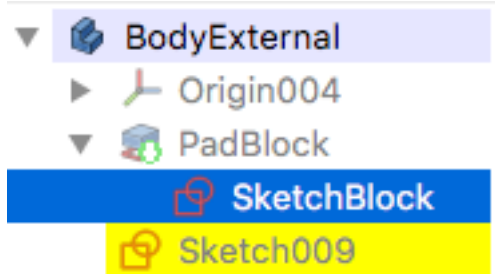 BodyExternal
Origin004
PadBlock
SketchBlock
Sketch009